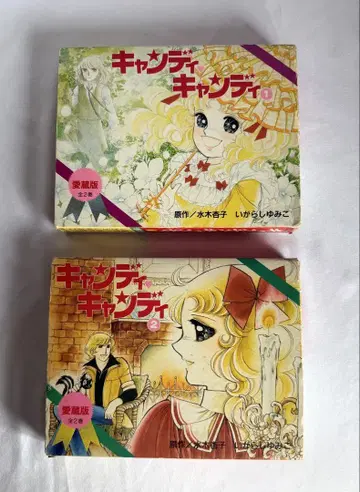 キャンディ
キャンディ1
愛蔵版
全2巻
原作/水木杏子 いがらしゆみこ
キャンディ
キャンディ2
愛蔵版
全2巻
原作/水木杏子 いがらしゆみこ